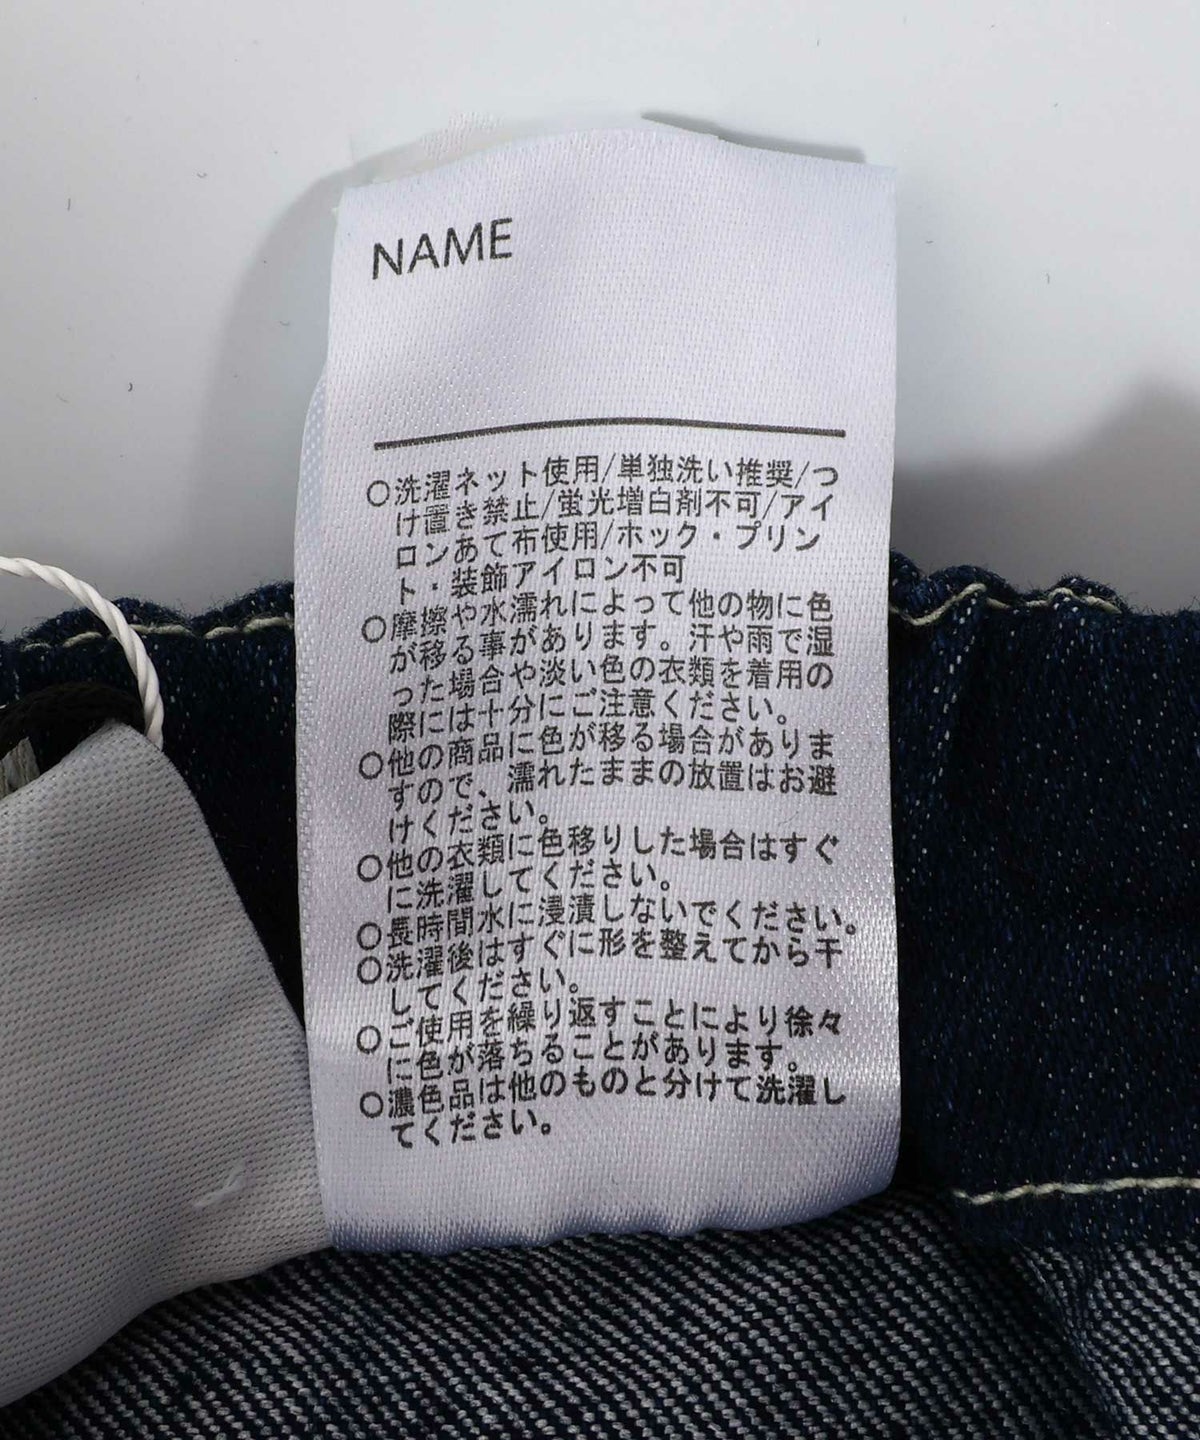 NAME
○洗濯ネット使用/単独洗い推奨/つ
け置き禁止/蛍光増白剤不可/アイ
ロンあて布使用/ホック・プリン
ト・装飾アイロン不可
○摩擦や水濡れによって他の物に色
が移る事があります。汗や雨で湿
った場合や淡い色の衣類を着用の
際には十分にご注意ください。
○他の商品に色が移る場合がありま
すので、濡れたままの放置はお避
けください。
○他の衣類に色移りした場合はすぐ
に洗濯してください。
○長時間水に浸漬しないでください。
○洗濯後はすぐに形を整えてから干
してください。
○ご使用を繰り返すことにより徐々
に色が落ちることがあります。
○濃色品は他のものと分けて洗濯し
てください。